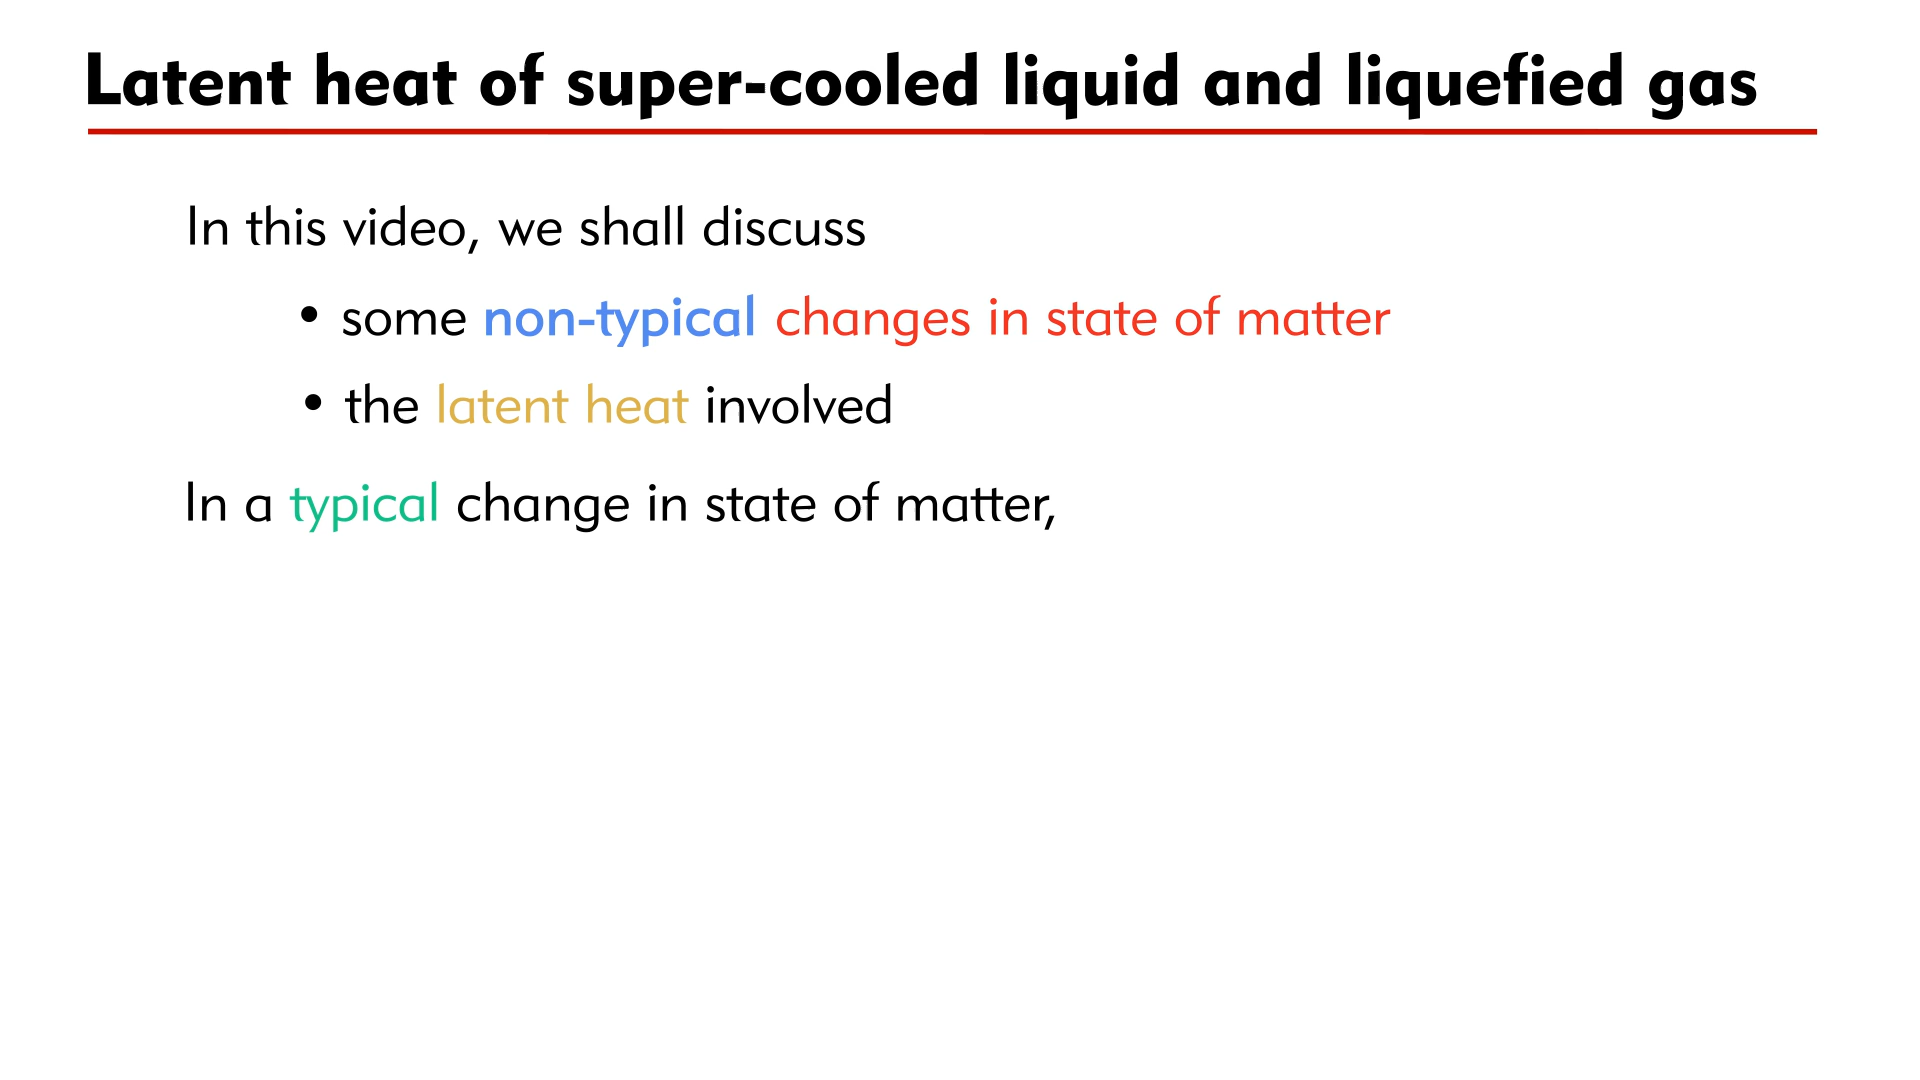 Latent heat of super-cooled liquid and liquefied gas
In this video, we shall discuss
• some non-typical changes in state of matter
• the latent heat involved
In a typical change in state of matter,